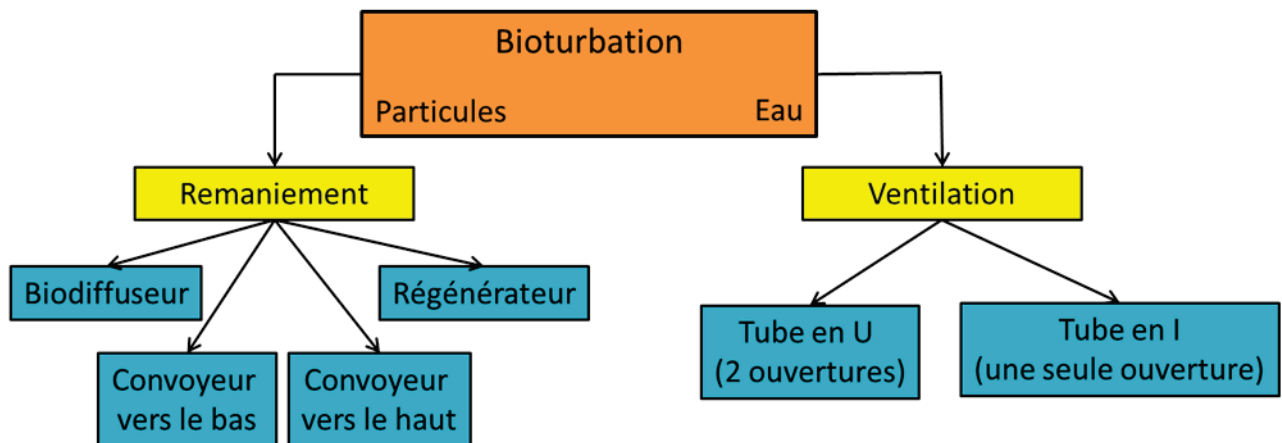 Bioturbation
Particules Eau
Remaniement
Ventilation
Biodiffuseur
Régénérateur
Convoyeur
vers le bas
Convoyeur
vers le haut
Tube en U
(2 ouvertures)
Tube en I
(une seule ouverture)